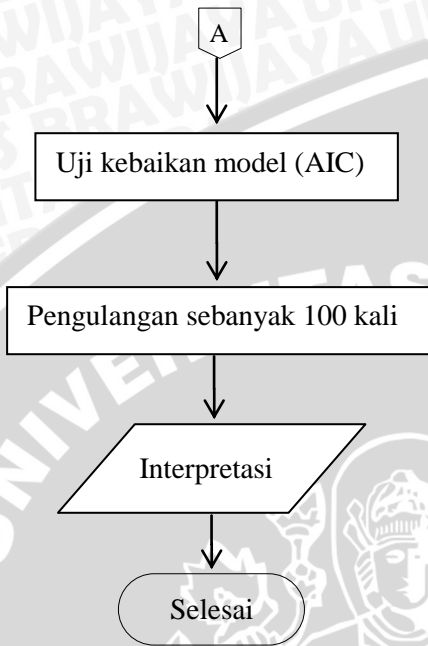 A
Uji kebaikan model (AIC)
Pengulangan sebanyak 100 kali
Interpretasi
Selesai